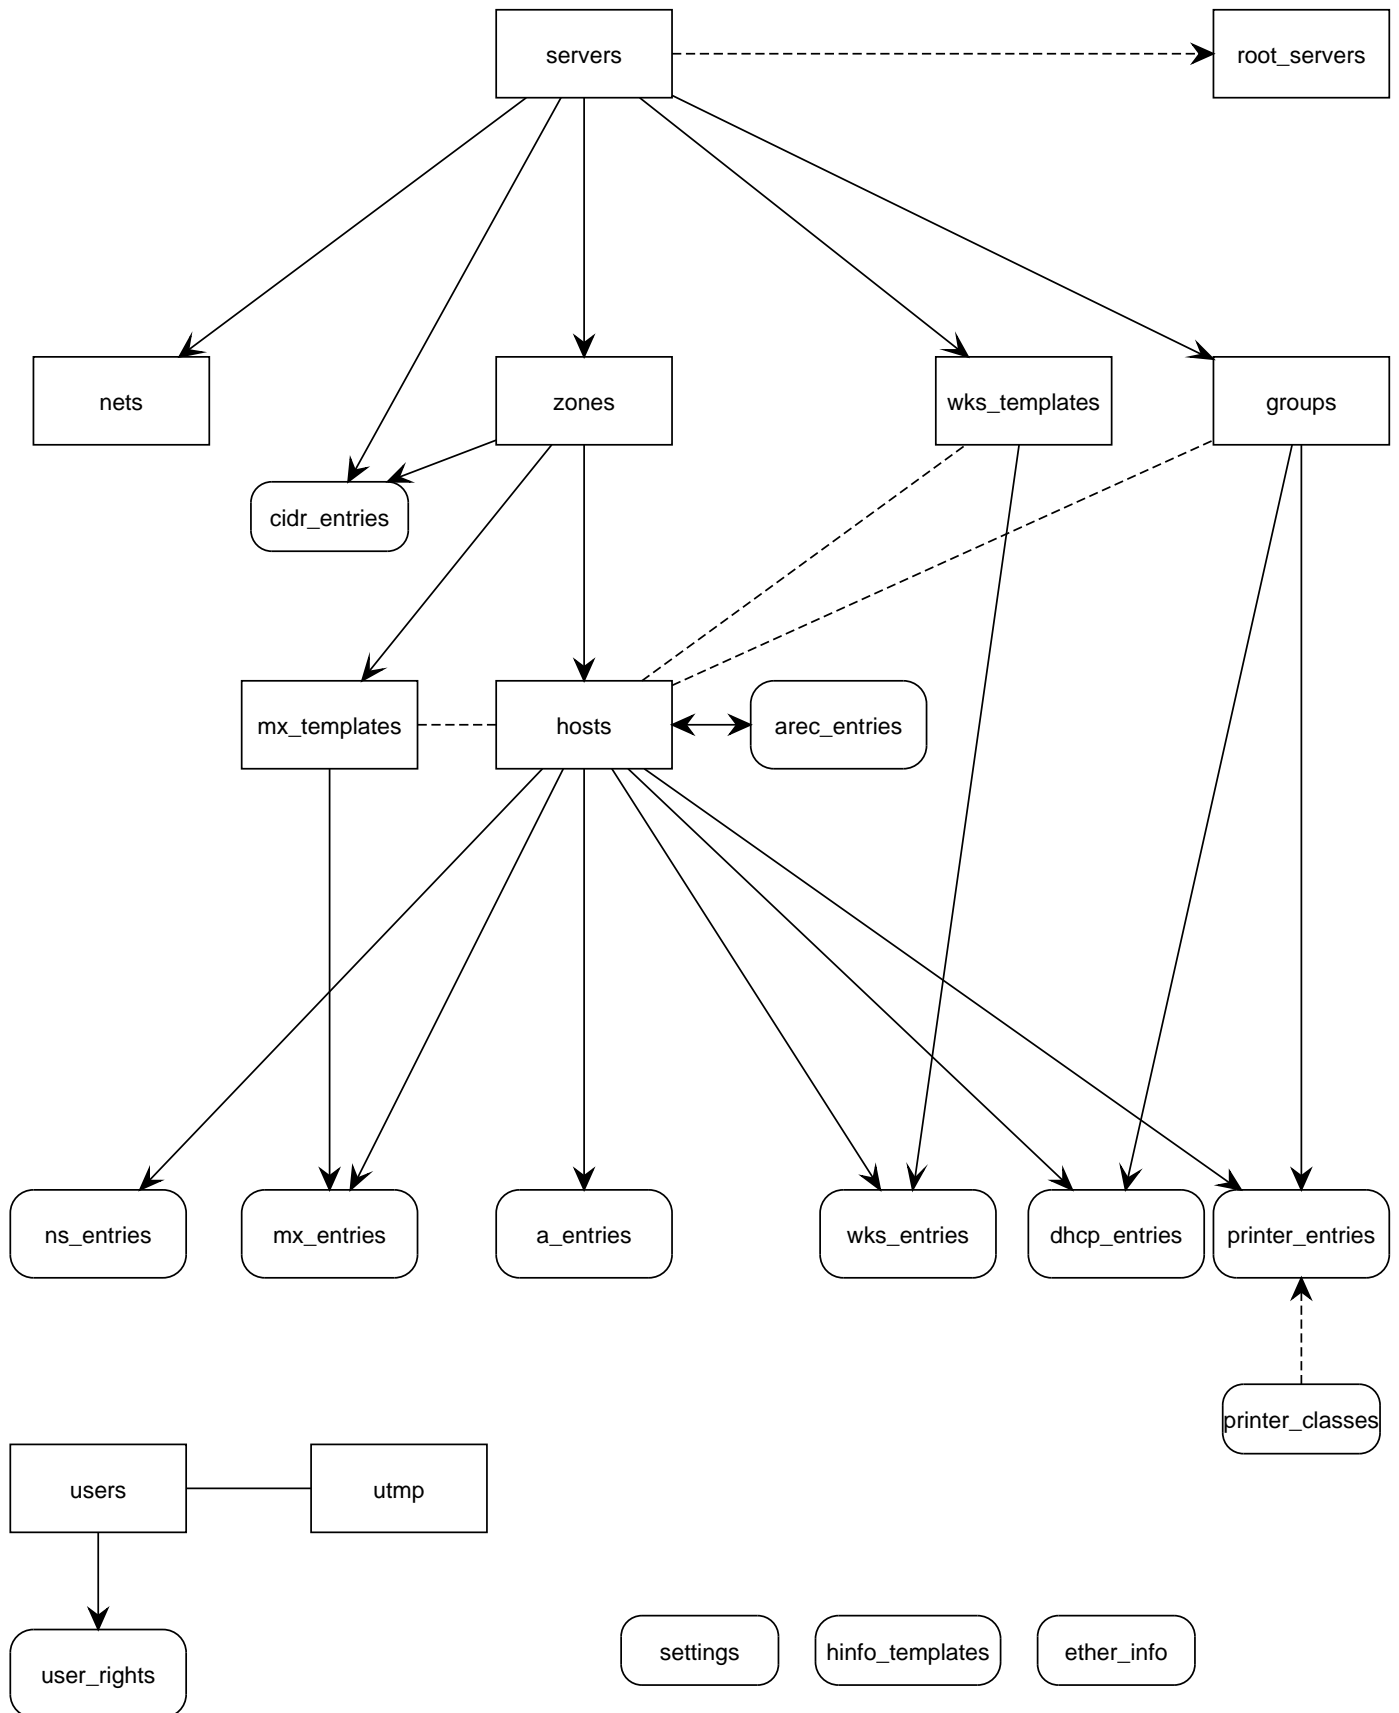 servers
root_servers
nets
zones
wks_templates
groups
cidr_entries
mx_templates
hosts
arec_entries
ns_entries
mx_entries
a_entries
wks_entries
dhcp_entries
printer_entries
printer_classes
users
utmp
settings
hinfo_templates
ether_info
user_rights